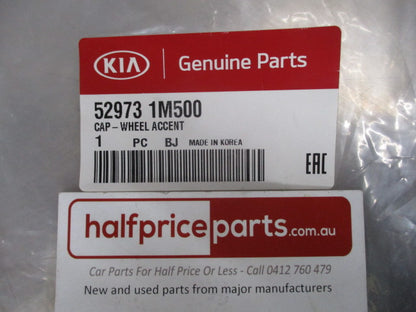 KIA Genuine Parts
52973 1M500
CAP – WHEEL ACCENT
1 PC BJ MADE IN KOREA
EAC
halfpriceparts.com.au
Car Parts For Half Price Or Less - Call 0412 760 479
New and used parts from major manufacturers